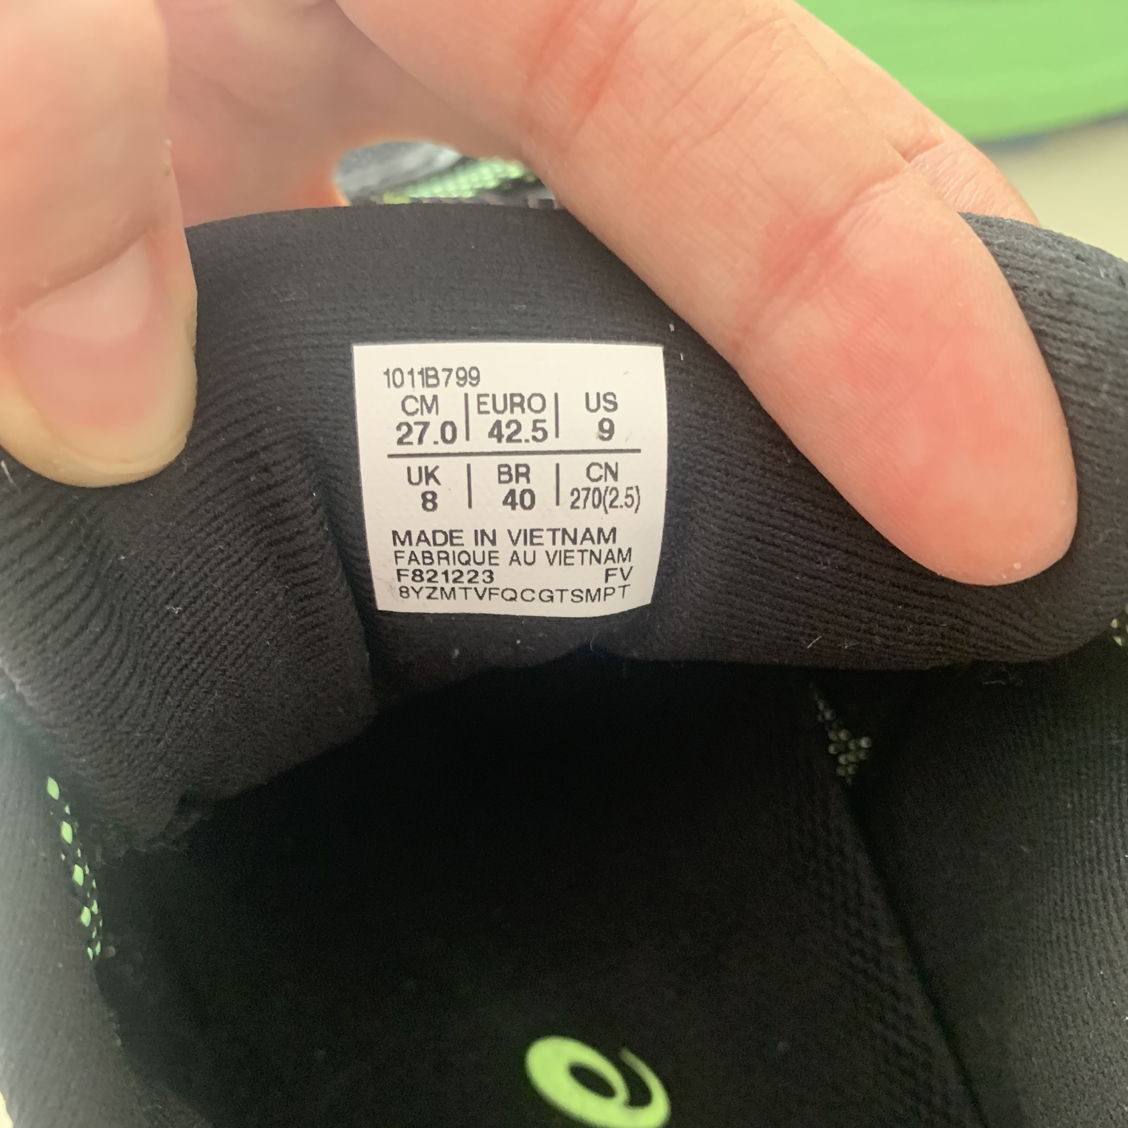 1011B799
CM | EURO | US
27.0 | 42.5 | 9
UK | BR | CN
8 | 40 | 270(2.5)
MADE IN VIETNAM
FABRIQUE AU VIETNAM
F821223 FV
8YZMTVFQCGTSMPT